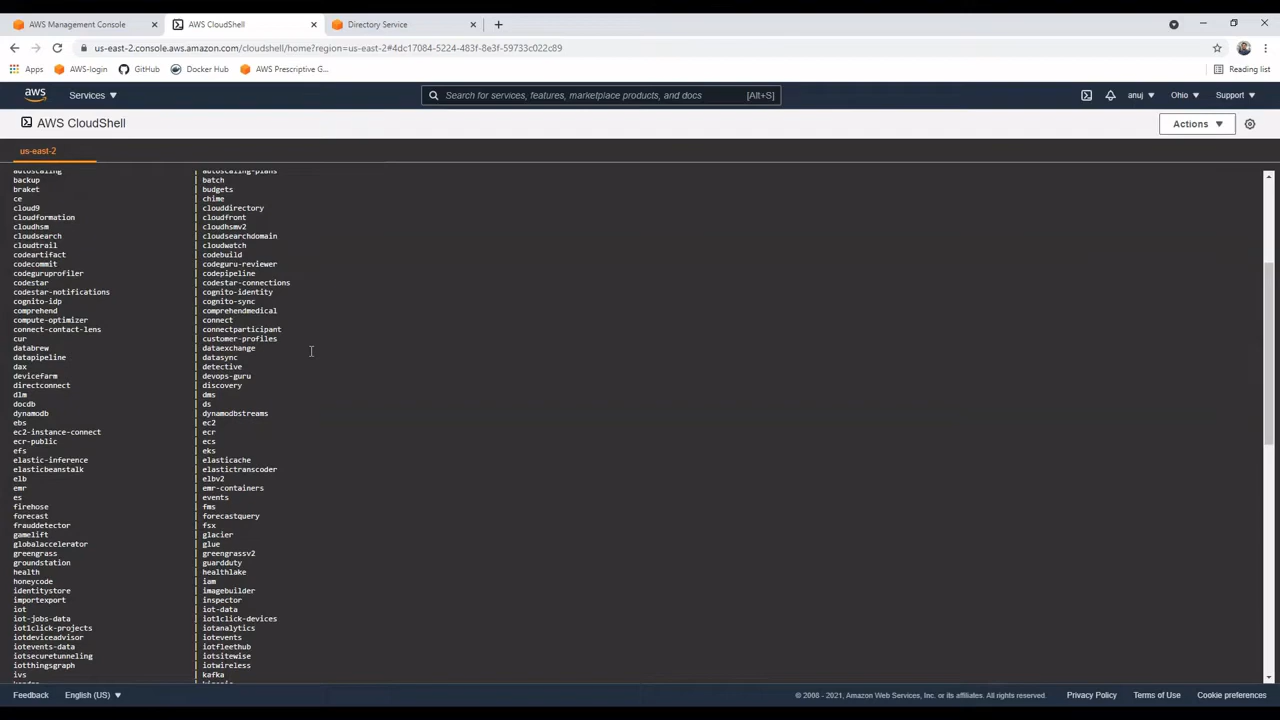 AWS Management Console
AWS CloudShell
Directory Service
us-east-2.console.aws.amazon.com/cloudshell/home?region=us-east-2#4dc17084-5224-483f-8e3f-59733c022c89
Apps AWS-login GitHub Docker Hub AWS Prescriptive G... Reading list
aws Services Search for services, features, marketplace products, and docs [Alt+S] anuj Ohio Support
AWS CloudShell Actions
us-east-2
autoscaling | autoscaling-plans
backup | batch
braket | budgets
ce | chime
cloud9 | clouddirectory
cloudformation | cloudfront
cloudhsm | cloudhsmv2
cloudsearch | cloudsearchdomain
cloudtrail | cloudwatch
codeartifact | codebuild
codecommit | codeguru-reviewer
codeguruprofiler | codepipeline
codestar | codestar-connections
codestar-notifications | cognito-identity
cognito-idp | cognito-sync
comprehend | comprehendmedical
compute-optimizer | connect
connect-contact-lens | connectparticipant
cur | customer-profiles
databrew | dataexchange
datapipeline | datasync
dax | detective
devicefarm | devops-guru
directconnect | discovery
dlm | dms
docdb | ds
dynamodb | dynamodbstreams
ebs | ec2
ec2-instance-connect | ecr
ecr-public | ecs
efs | eks
elastic-inference | elasticache
elasticbeanstalk | elastictranscoder
elb | elbv2
emr | emr-containers
es | events
firehose | fms
forecast | forecastquery
frauddetector | fsx
gamelift | glacier
globalaccelerator | glue
greengrass | greengrassv2
groundstation | guardduty
health | healthlake
honeycode | iam
identitystore | imagebuilder
importexport | inspector
iot | iot-data
iot-jobs-data | iot1click-devices
iot1click-projects | iotanalytics
iotdeviceadvisor | iotevents
iotevents-data | iotfleethub
iotsecuretunneling | iotsitewise
iotthingsgraph | iotwireless
ivs | kafka
Feedback English (US) © 2008 - 2021, Amazon Web Services, Inc. or its affiliates. All rights reserved. Privacy Policy Terms of Use Cookie preferences